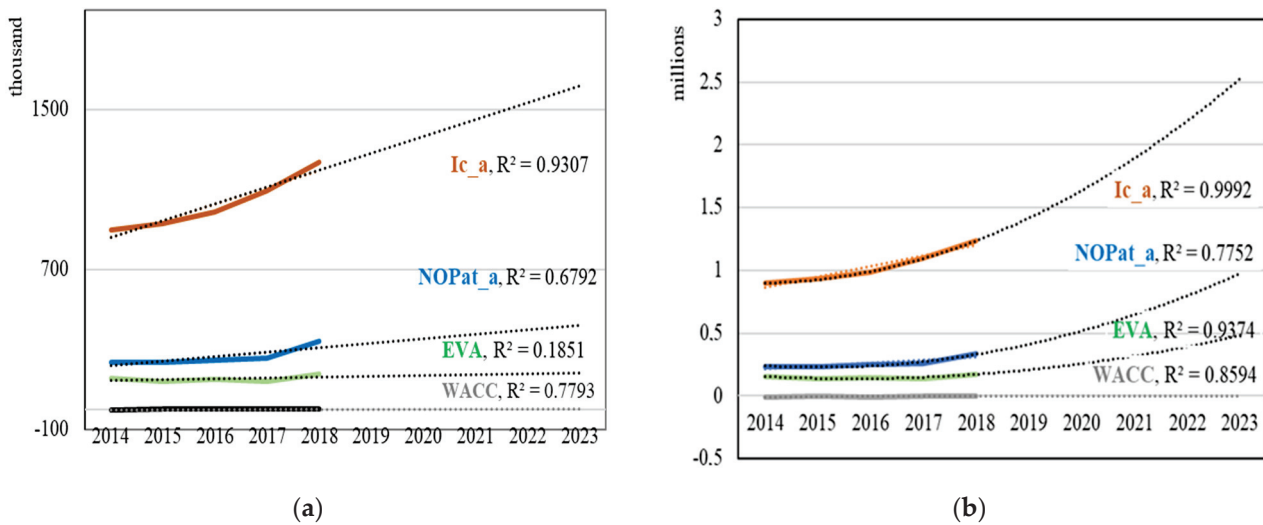 thousand
1500
700
-100
Ic_a, R² = 0.9307
NOPat_a, R² = 0.6792
EVA, R² = 0.1851
WACC, R² = 0.7793
2014 2015 2016 2017 2018 2019 2020 2021 2022 2023
(a)
millions
3
2.5
2
1.5
1
0.5
0
-0.5
Ic_a, R² = 0.9992
NOPat_a, R² = 0.7752
EVA, R² = 0.9374
WACC, R² = 0.8594
2014 2015 2016 2017 2018 2019 2020 2021 2022 2023
(b)